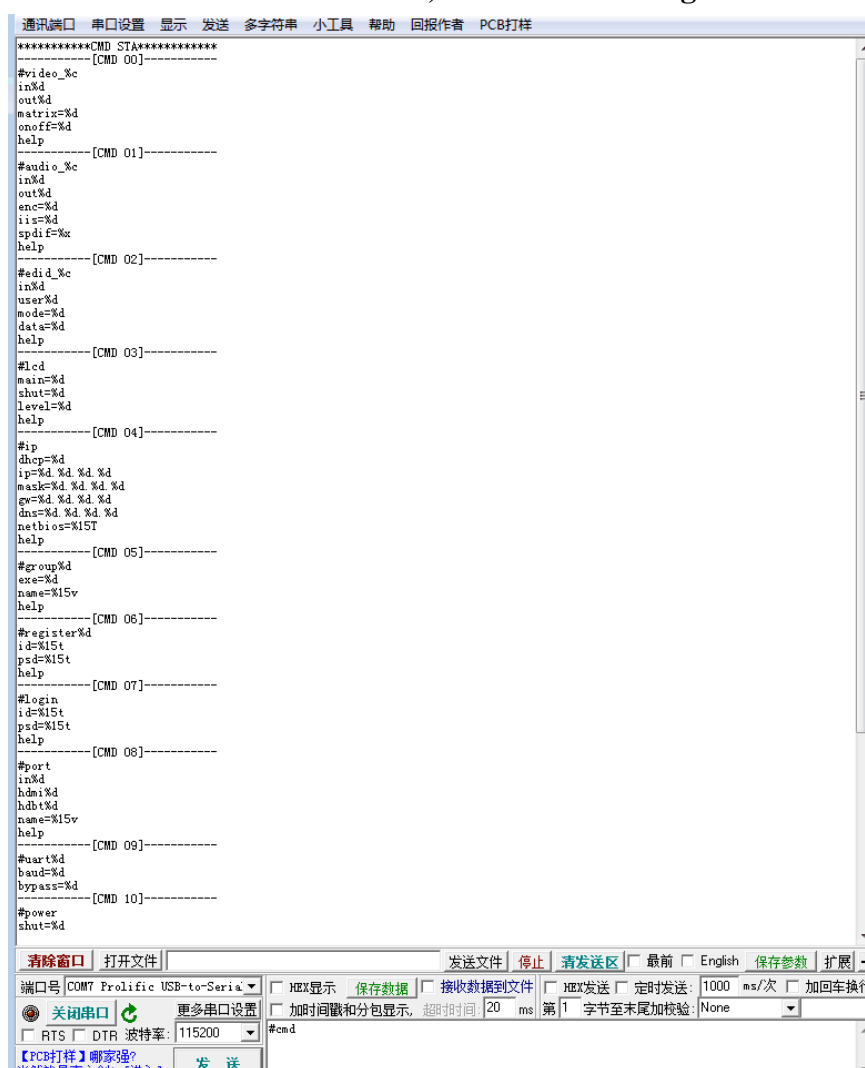 通讯端口 串口设置 显示 发送 多字符串 小工具 帮助 回报作者 PCB打样
***********CMD STA************
-----------[CMD 00]-----------
#video_%c
in%d
out%d
matrix=%d
onoff=%d
help
-----------[CMD 01]-----------
#audio_%c
in%d
out%d
enc=%d
iis=%d
spdif=%x
help
-----------[CMD 02]-----------
#edid_%c
in%d
user%d
mode=%d
data=%d
help
-----------[CMD 03]-----------
#lcd
main=%d
shut=%d
level=%d
help
-----------[CMD 04]-----------
#ip
dhcp=%d
ip=%d.%d.%d.%d
mask=%d.%d.%d.%d
gw=%d.%d.%d.%d
dns=%d.%d.%d.%d
netbios=%15T
help
-----------[CMD 05]-----------
#group%d
exe=%d
name=%15v
help
-----------[CMD 06]-----------
#register%d
id=%15t
psd=%15t
help
-----------[CMD 07]-----------
#login
id=%15t
psd=%15t
help
-----------[CMD 08]-----------
#port
in%d
hdmi%d
hdbt%d
name=%15v
help
-----------[CMD 09]-----------
#uart%d
baud=%d
bypass=%d
-----------[CMD 10]-----------
#power
shut=%d
清除窗口 打开文件 发送文件 停止 清发送区 最前 English 保存参数 扩展
端口号 COM7 Prolific USB-to-Seria HEX显示 保存数据 接收数据到文件 HEX发送 定时发送: 1000 ms/次 加回车换行
关闭串口 更多串口设置 加时间戳和分包显示, 超时时间: 20 ms 第 1 字节至末尾加校验: None
RTS DTR 波特率: 115200 #cmd
【PCB打样】哪家强?
发 送